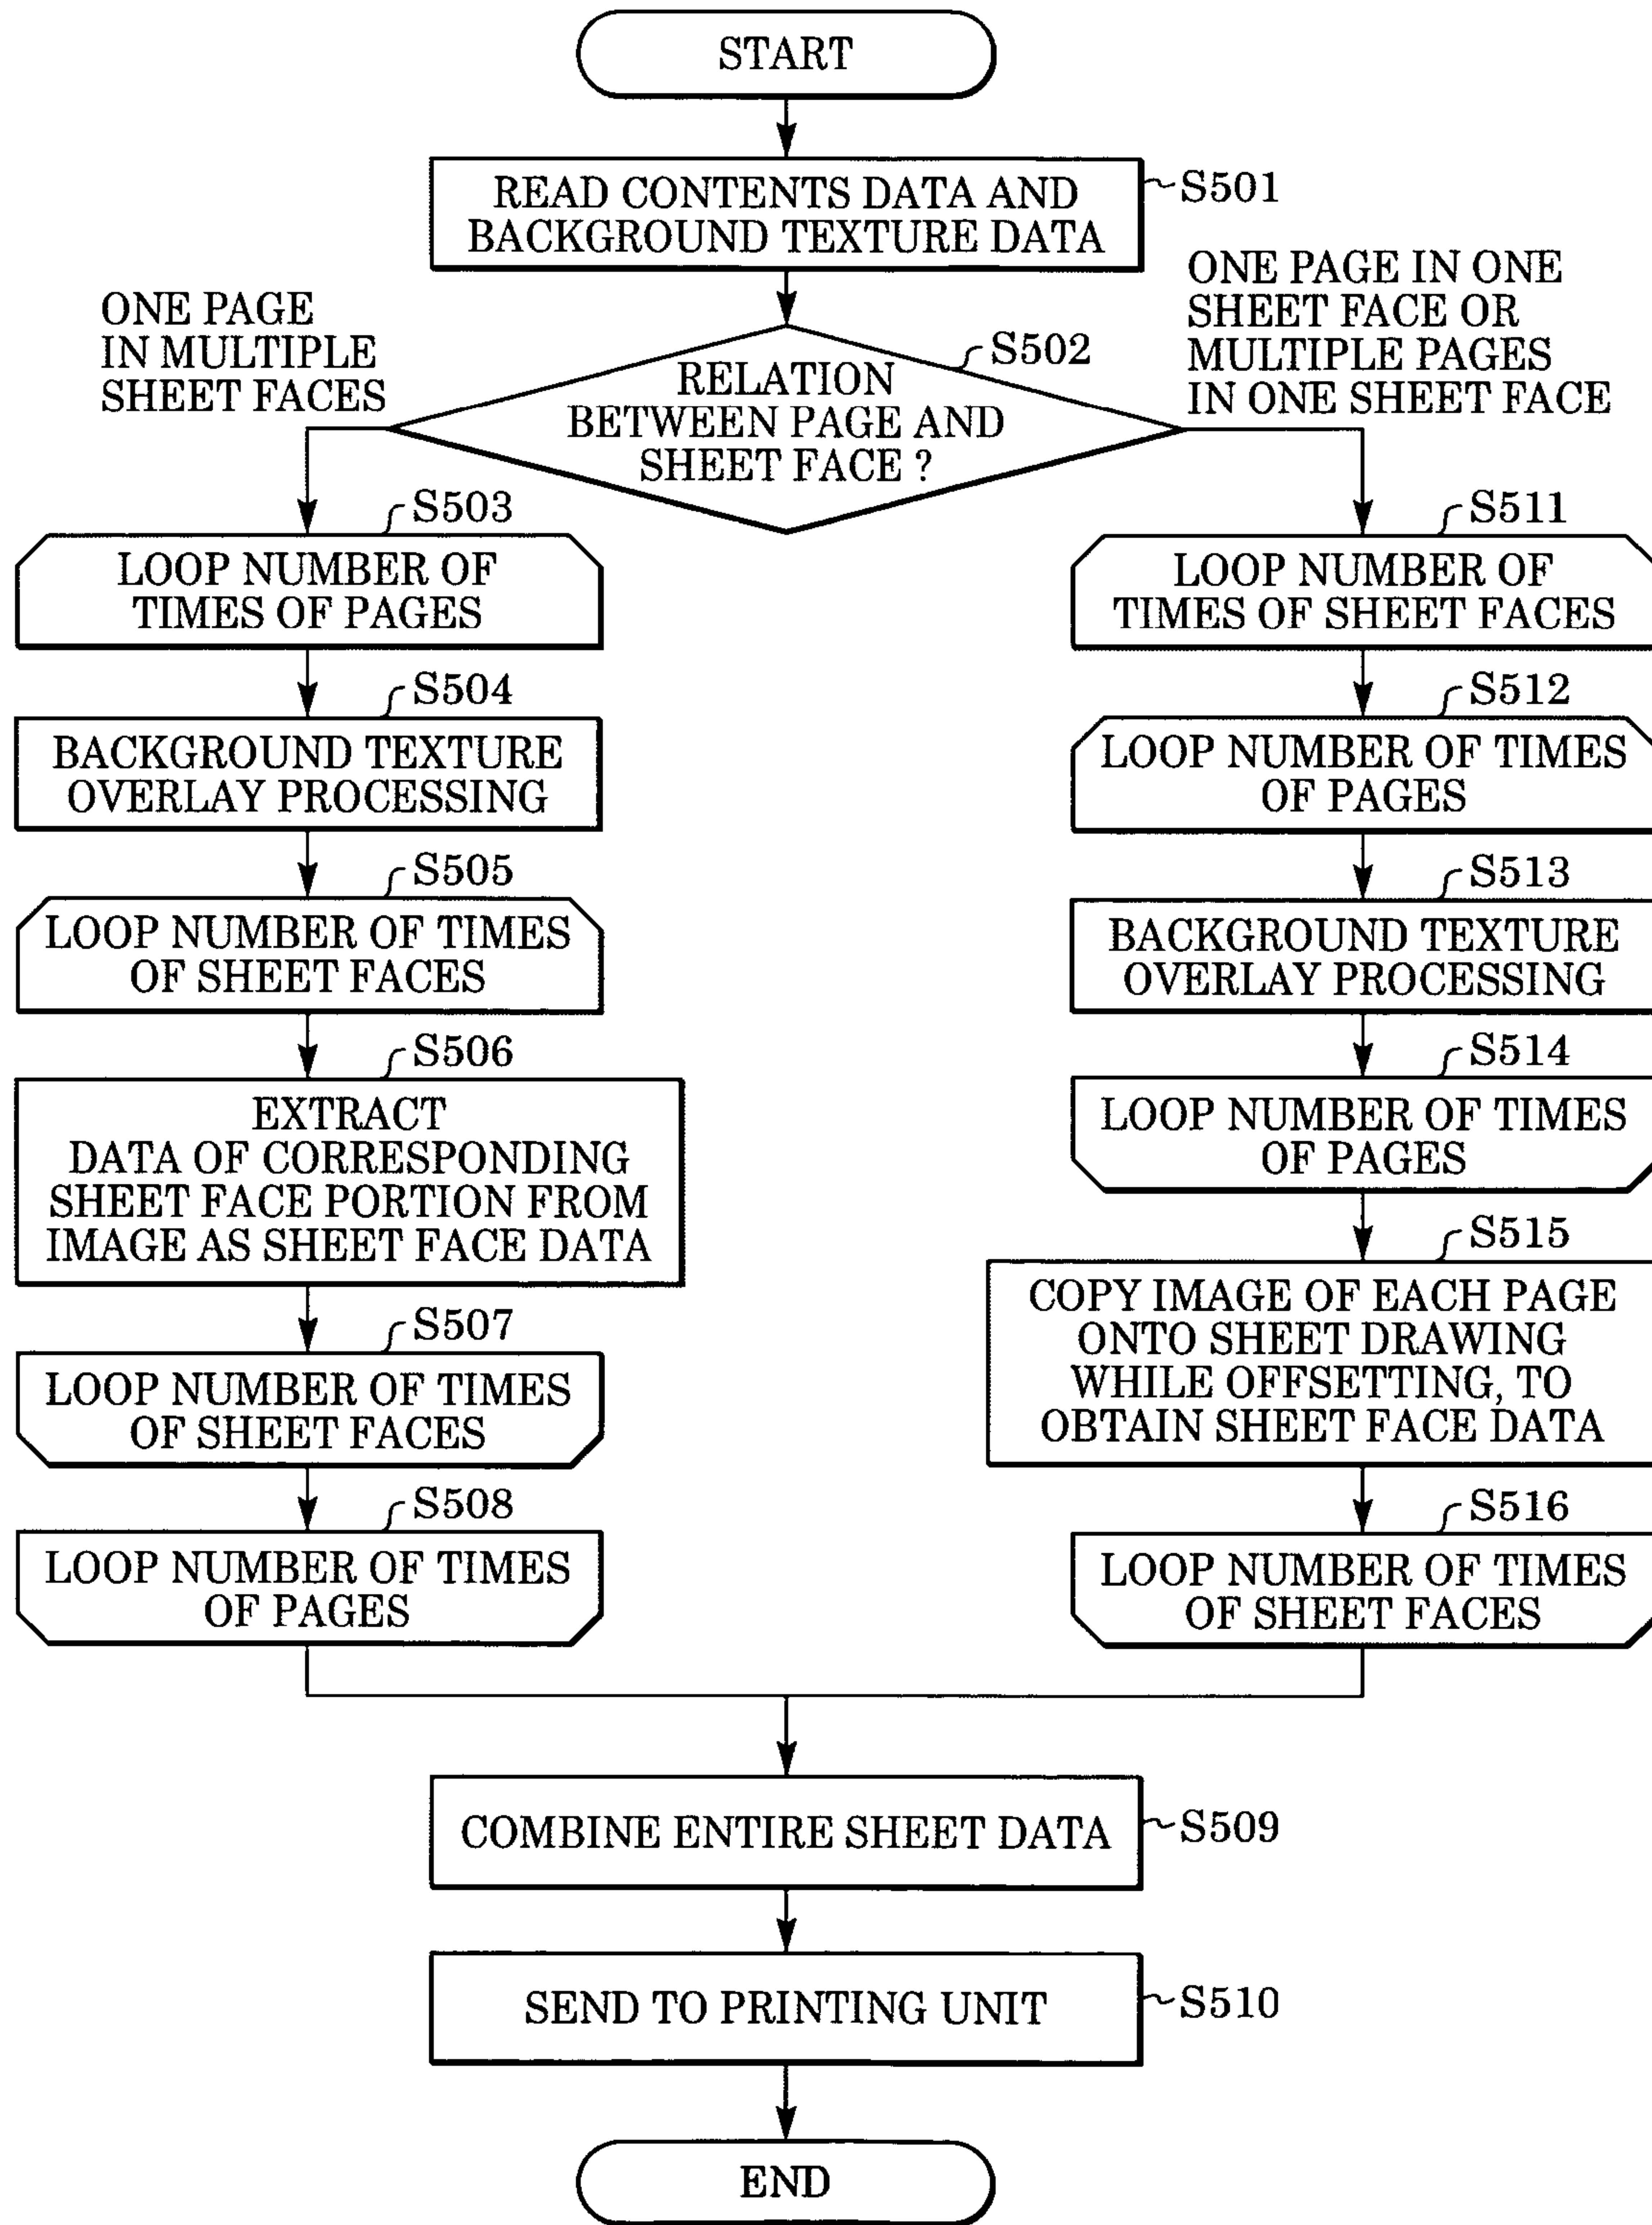 START
READ CONTENTS DATA AND
BACKGROUND TEXTURE DATA
S501
ONE PAGE
IN MULTIPLE
SHEET FACES
RELATION
BETWEEN PAGE AND
SHEET FACE ?
S502
ONE PAGE IN ONE
SHEET FACE OR
MULTIPLE PAGES
IN ONE SHEET FACE
S503
LOOP NUMBER OF
TIMES OF PAGES
S504
BACKGROUND TEXTURE
OVERLAY PROCESSING
S505
LOOP NUMBER OF TIMES
OF SHEET FACES
S506
EXTRACT
DATA OF CORRESPONDING
SHEET FACE PORTION FROM
IMAGE AS SHEET FACE DATA
S507
LOOP NUMBER OF TIMES
OF SHEET FACES
S508
LOOP NUMBER OF TIMES
OF PAGES
S511
LOOP NUMBER OF
TIMES OF SHEET FACES
S512
LOOP NUMBER OF TIMES
OF PAGES
S513
BACKGROUND TEXTURE
OVERLAY PROCESSING
S514
LOOP NUMBER OF TIMES
OF PAGES
S515
COPY IMAGE OF EACH PAGE
ONTO SHEET DRAWING
WHILE OFFSETTING, TO
OBTAIN SHEET FACE DATA
S516
LOOP NUMBER OF TIMES
OF SHEET FACES
COMBINE ENTIRE SHEET DATA
S509
SEND TO PRINTING UNIT
S510
END